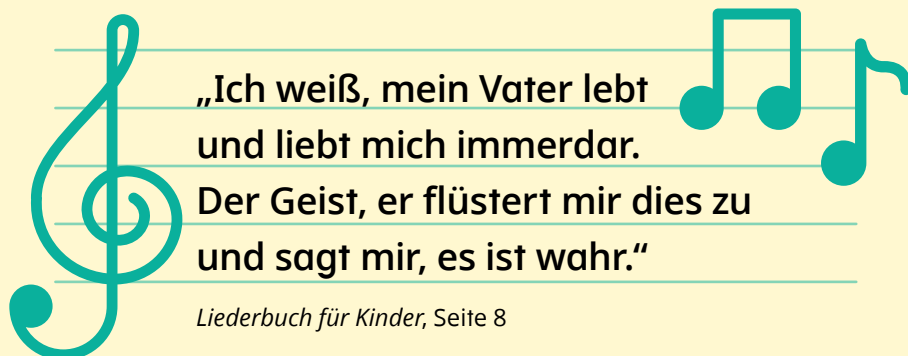 „Ich weiß, mein Vater lebt
und liebt mich immerdar.
Der Geist, er flüstert mir dies zu
und sagt mir, es ist wahr.“
Liederbuch für Kinder, Seite 8